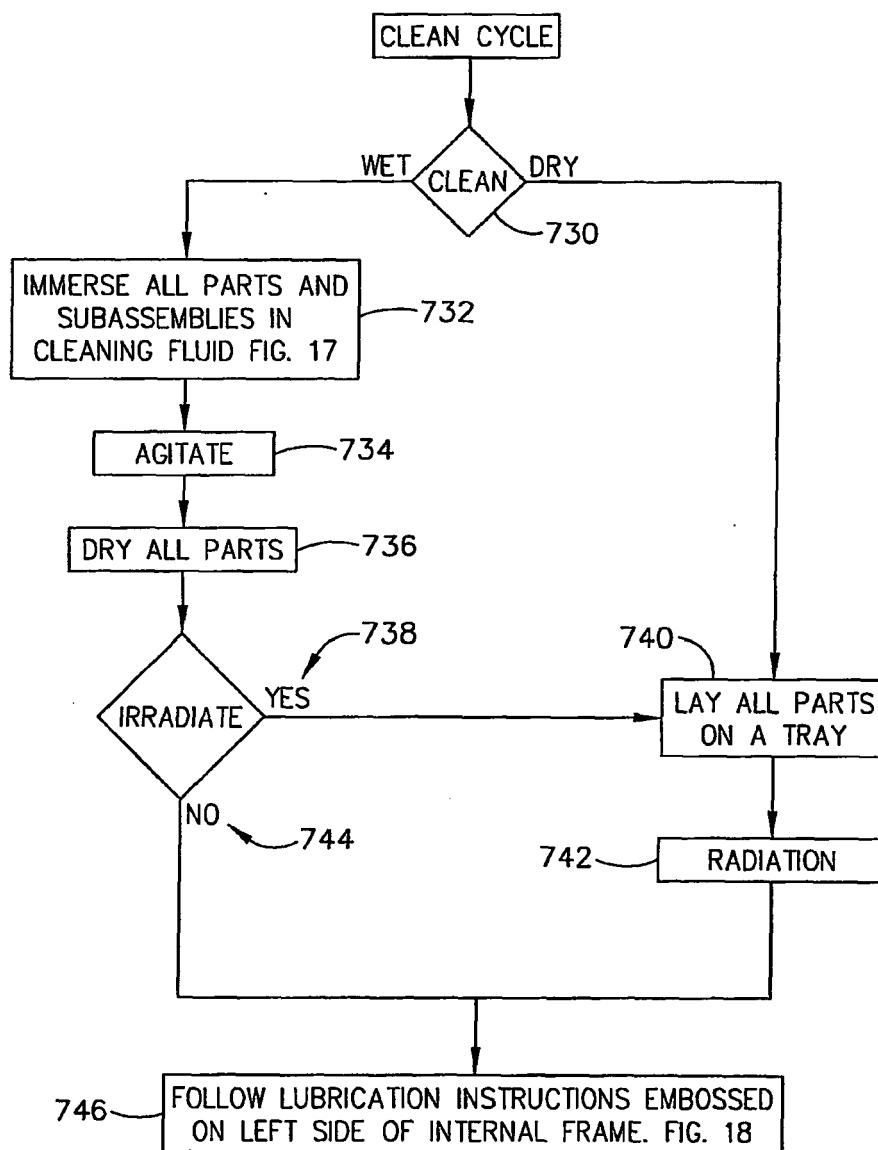 CLEAN CYCLE
WET
CLEAN
DRY
730
IMMERSE ALL PARTS AND
SUBASSEMBLIES IN
CLEANING FLUID FIG. 17
732
AGITATE
734
DRY ALL PARTS
736
738
IRRADIATE
YES
NO
744
740
LAY ALL PARTS
ON A TRAY
742
RADIATION
746
FOLLOW LUBRICATION INSTRUCTIONS EMBOSSED
ON LEFT SIDE OF INTERNAL FRAME. FIG. 18